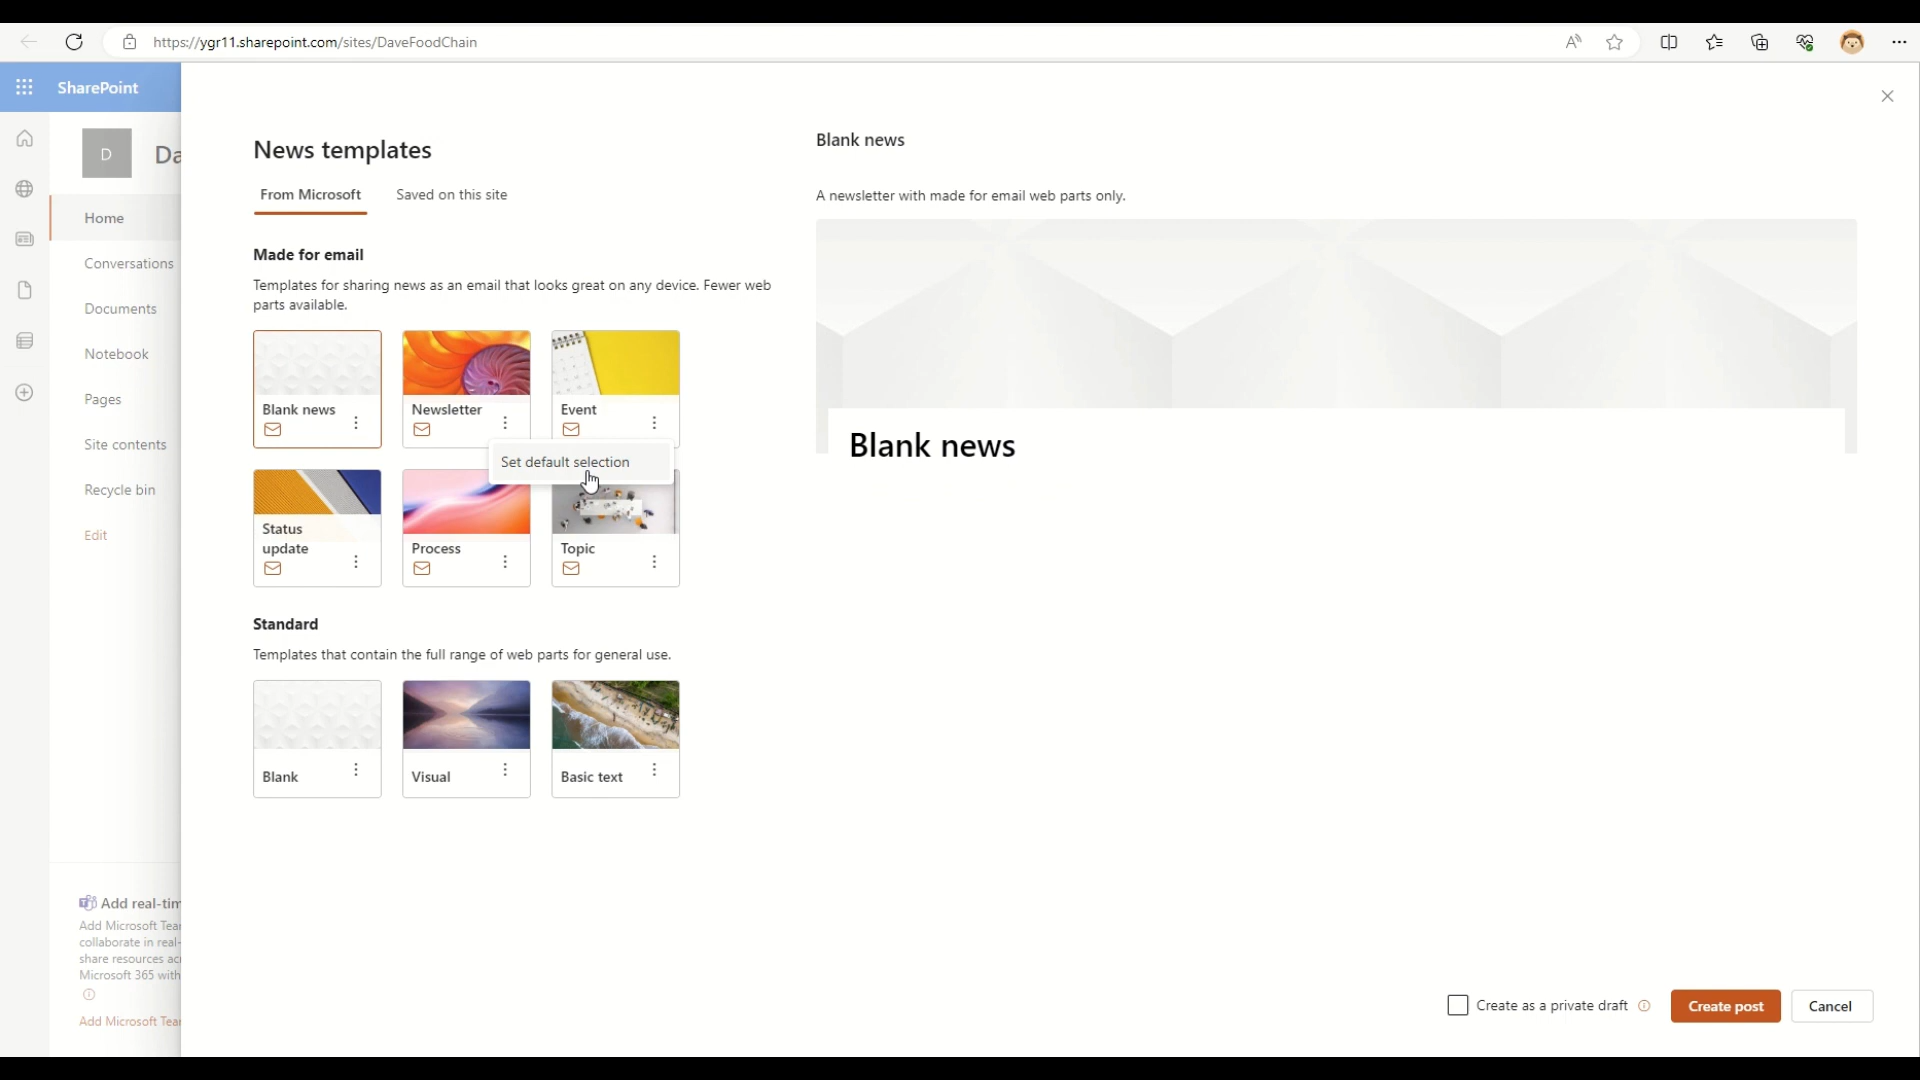 https://ygr11.sharepoint.com/sites/DaveFoodChain
SharePoint
D
Da
Home
Conversations
Documents
Notebook
Pages
Site contents
Recycle bin
Edit
Add real-tim
Add Microsoft Tea
collaborate in real-
share resources ac
Microsoft 365 with
Add Microsoft Tea
News templates
From Microsoft
Saved on this site
Made for email
Templates for sharing news as an email that looks great on any device. Fewer web
parts available.
Blank news
Newsletter
Event
Set default selection
Status
update
Process
Topic
Standard
Templates that contain the full range of web parts for general use.
Blank
Visual
Basic text
Blank news
A newsletter with made for email web parts only.
Blank news
Create as a private draft
Create post
Cancel